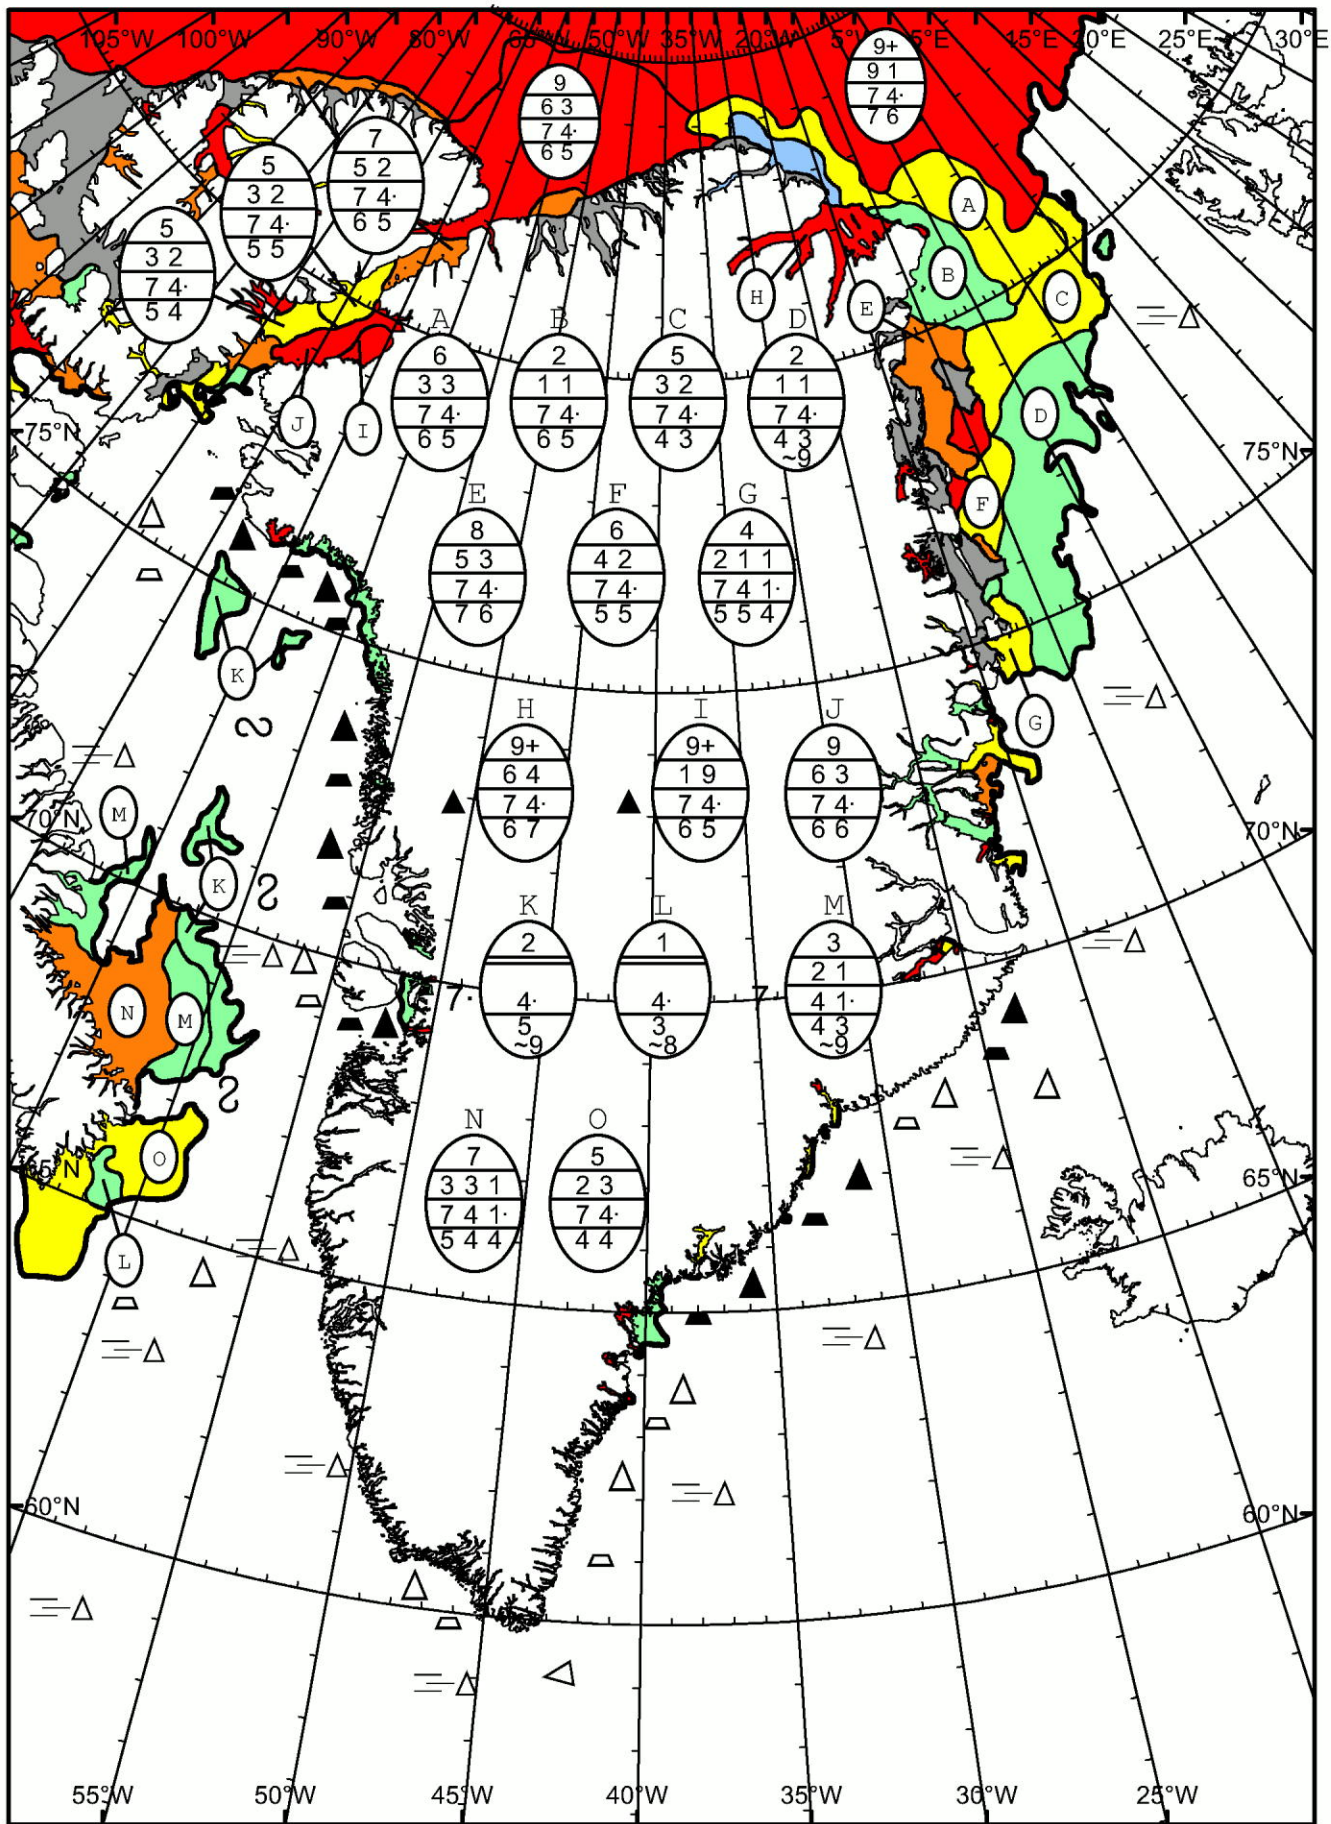 105°W 100°W 90°W 80°W 65°W 50°W 35°W 20°W 5°W 5°E 15°E 20°E 25°E 30°E
9+
9 1
7 4·
7 6
9
6 3
7 4·
6 5
7
5 2
7 4·
6 5
5
3 2
7 4·
5 5
5
3 2
7 4·
5 4
A
B
C
H
E
D
J
I
F
75°N
75°N
A B C D
6 2 5 2
3 3 1 1 3 2 1 1
7 4· 7 4· 7 4· 7 4·
6 5 6 5 4 3 4 3
~9
E F G
8 6 4
5 3 4 2 2 1 1
7 4· 7 4· 7 4 1·
7 6 5 5 5 5 4
K
G
H I J
9+ 9+ 9
6 4 1 9 6 3
7 4· 7 4· 7 4·
6 7 6 5 6 6
M
70°N
70°N
K
K L M
2 1 3
2 1
7· 4· 4· 7 4 1·
5 3 4 3
~9 ~8 ~9
N
M
N O
7 5
3 3 1 2 3
7 4 1· 7 4·
5 4 4 4 4
O
65°N
65°N
L
60°N
60°N
55°W 50°W 45°W 40°W 35°W 30°W 25°W